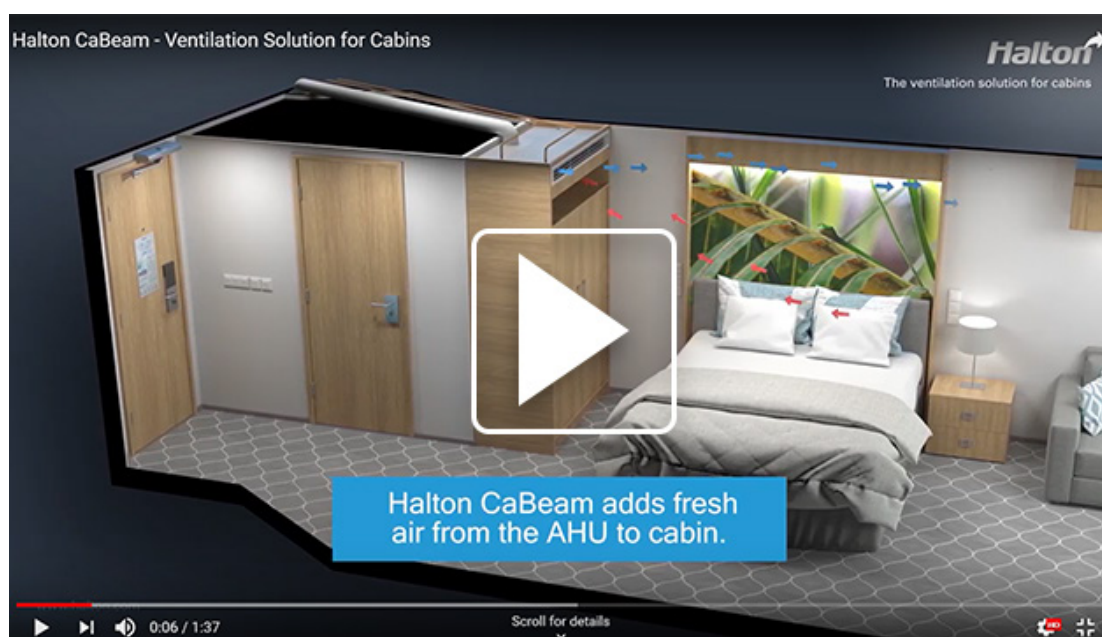 Halton CaBeam - Ventilation Solution for Cabins
Halton
The ventilation solution for cabins
Halton CaBeam adds fresh
air from the AHU to cabin.
0:06 / 1:37
Scroll for details
HD